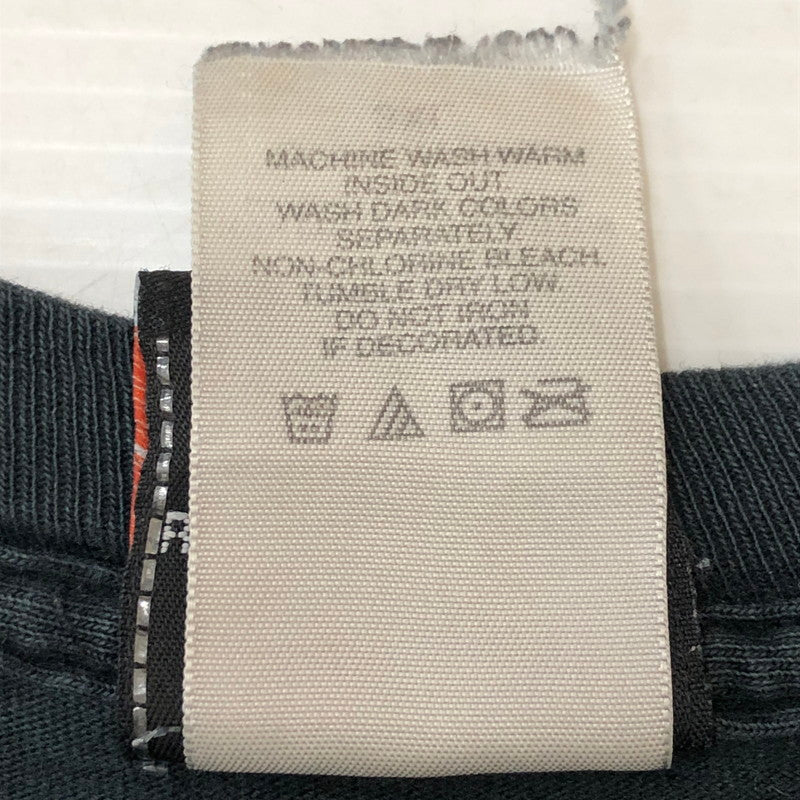 MACHINE WASH WARM
INSIDE OUT.
WASH DARK COLORS
SEPARATELY.
NON-CHLORINE BLEACH.
TUMBLE DRY LOW.
DO NOT IRON
IF DECORATED.